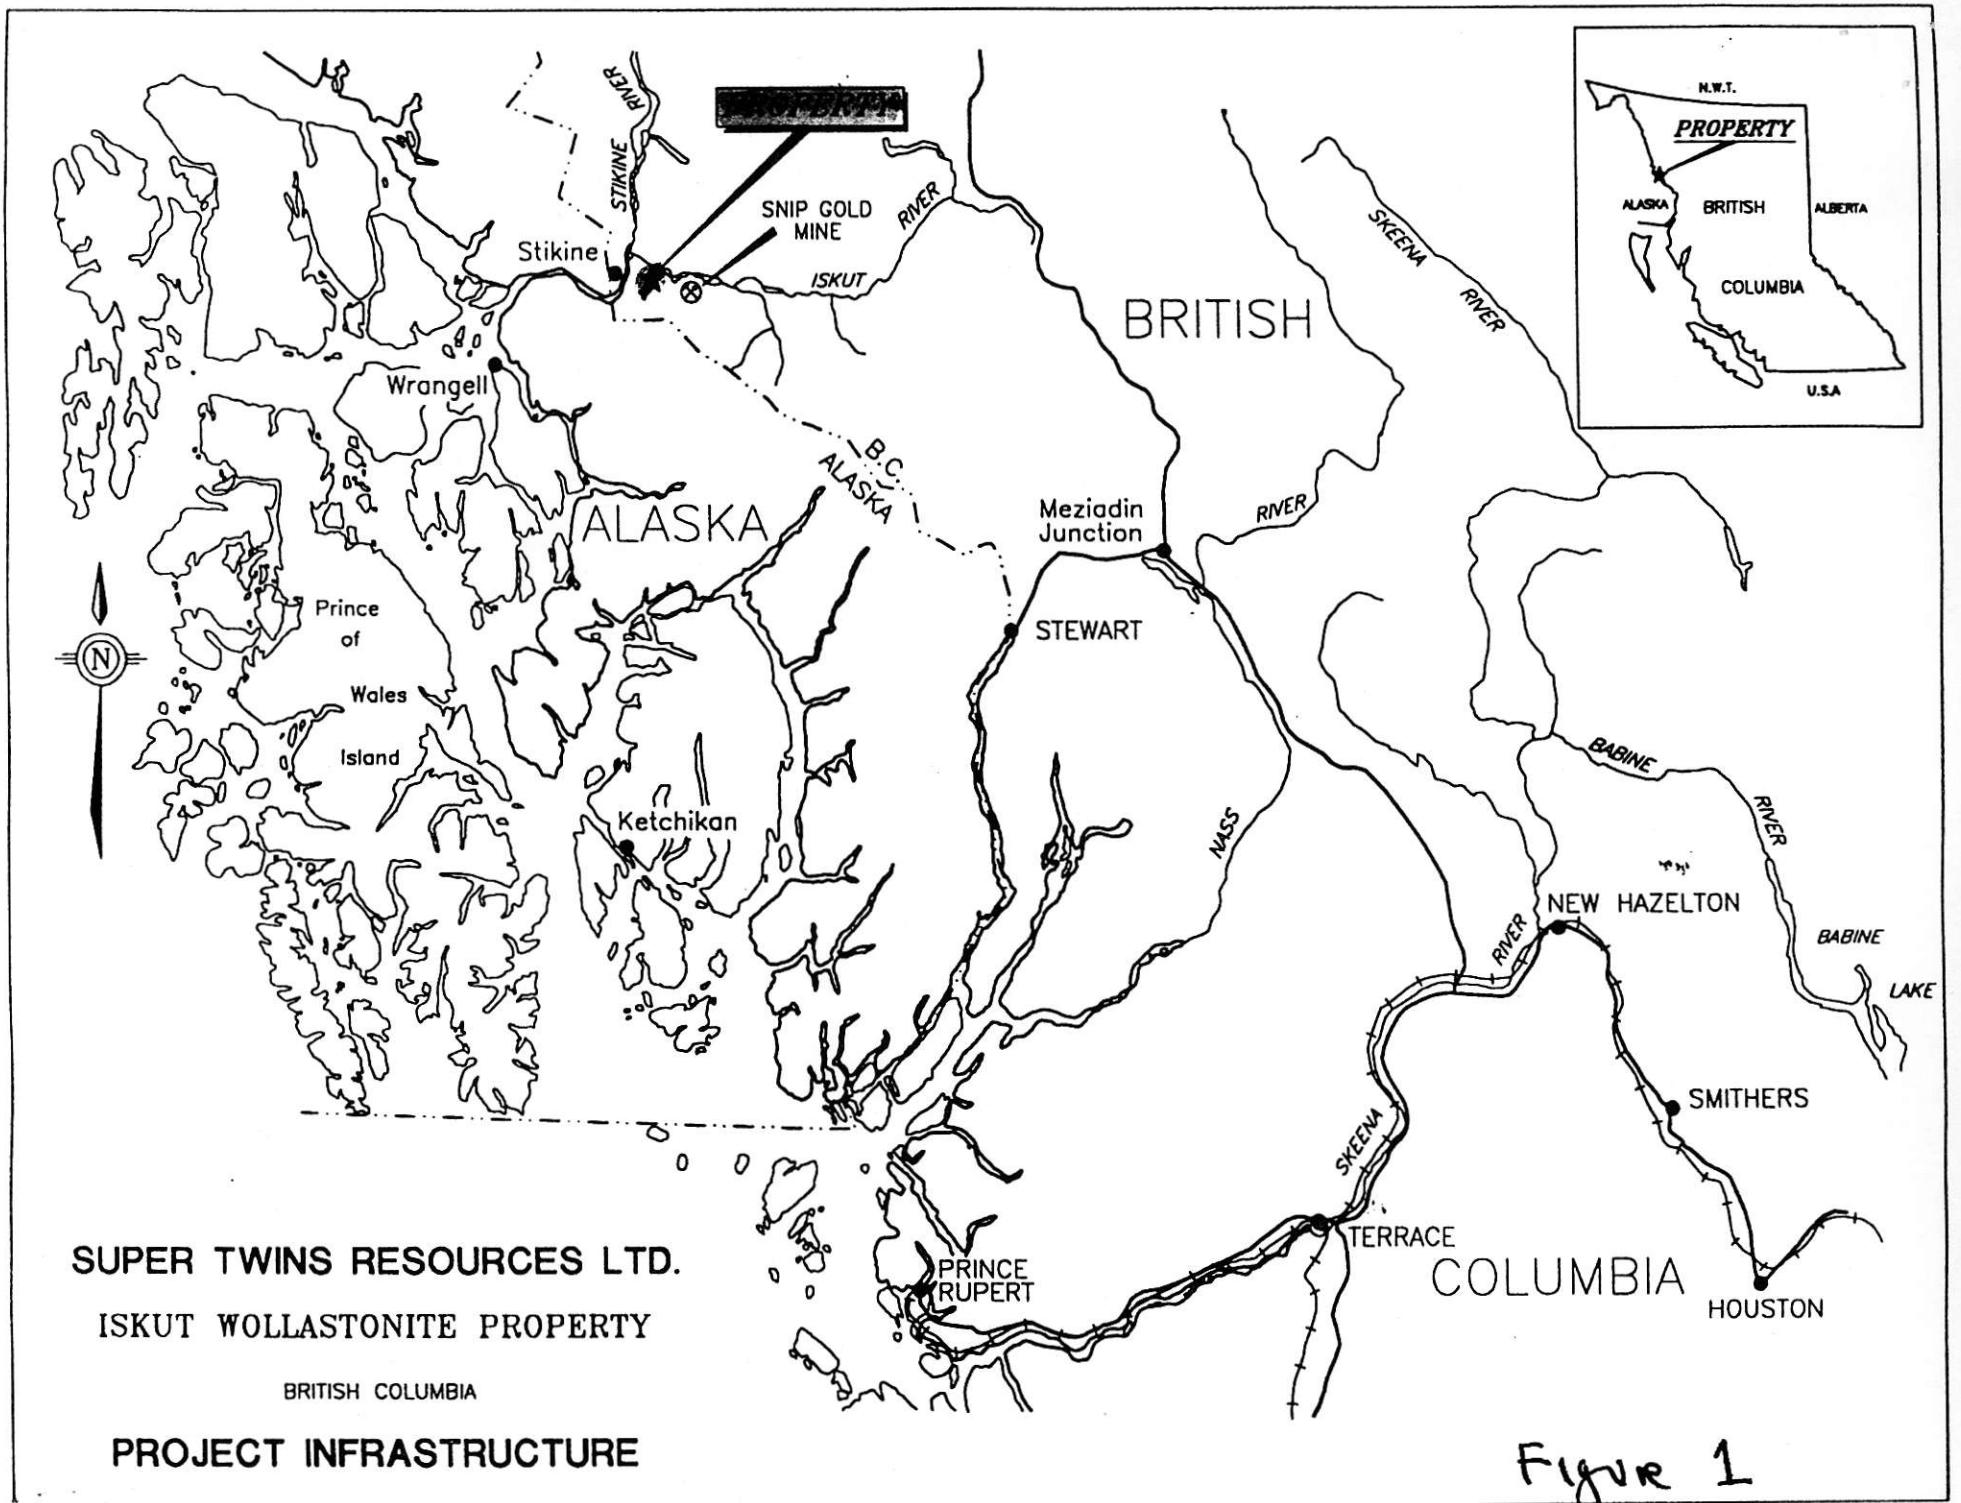 N.W.T.
PROPERTY
ALASKA
BRITISH
ALBERTA
COLUMBIA
U.S.A
PROPERTY
STIKINE
RIVER
SNIP GOLD
MINE
RIVER
ISKUT
Stikine
SKEENA
RIVER
BRITISH
Wrangell
B.C.
ALASKA
ALASKA
Meziadin
Junction
RIVER
N
Prince
of
Wales
Island
STEWART
BABINE
RIVER
Ketchikan
NASS
NEW HAZELTON
RIVER
BABINE
LAKE
SMITHERS
SKEENA
TERRACE
COLUMBIA
PRINCE
RUPERT
HOUSTON
SUPER TWINS RESOURCES LTD.
ISKUT WOLLASTONITE PROPERTY
BRITISH COLUMBIA
PROJECT INFRASTRUCTURE
Figure 1